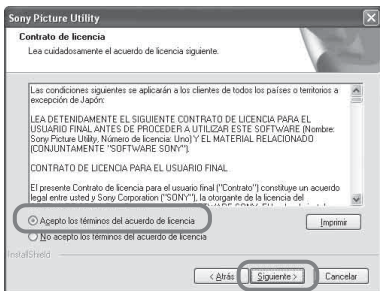 Sony Picture Utility
Contrato de licencia
Lea cuidadosamente el acuerdo de licencia siguiente.
Las condiciones siguientes se aplicarán a los clientes de todos los países o territorios a
excepción de Japón:
LEA DETENIDAMENTE EL SIGUIENTE CONTRATO DE LICENCIA PARA EL
USUARIO FINAL ANTES DE PROCEDER A UTILIZAR ESTE SOFTWARE (Nombre:
Sony Picture Utility, Número de licencia: Uno) Y EL MATERIAL RELACIONADO
(CONJUNTAMENTE "SOFTWARE SONY").
CONTRATO DE LICENCIA PARA EL USUARIO FINAL
El presente Contrato de licencia para el usuario final ("Contrato") constituye un acuerdo
legal entre usted y Sony Corporation ("SONY"), la otorgante de la licencia del
Acepto los términos del acuerdo de licencia
Imprimir
No acepto los términos del acuerdo de licencia
InstallShield
< Atrás
Siguiente >
Cancelar